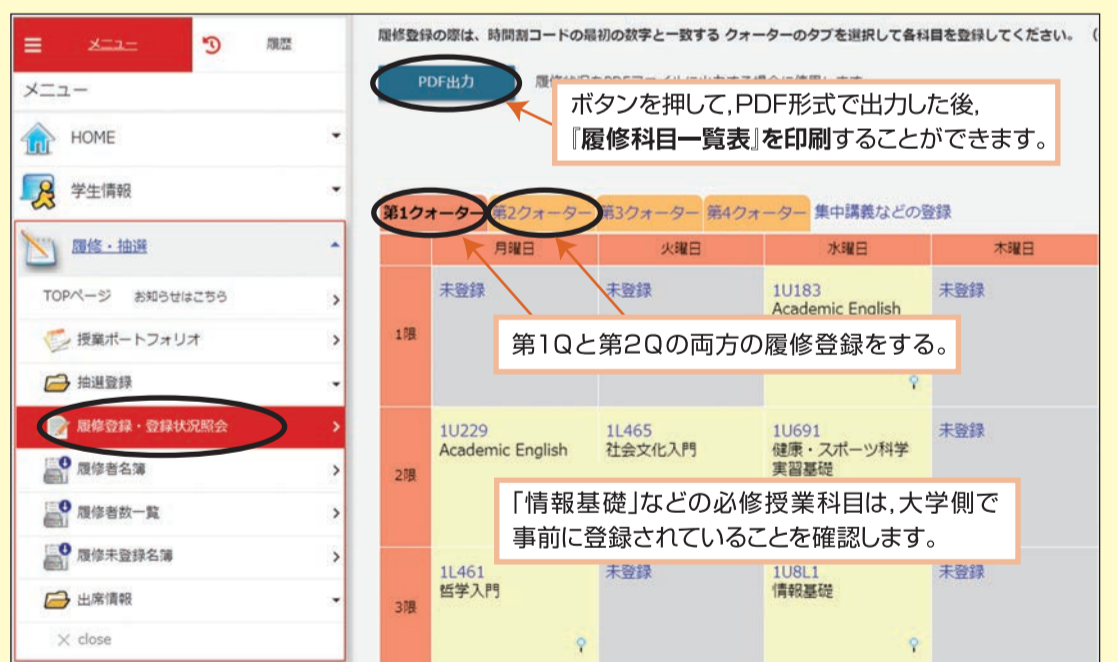 メニュー
履歴
メニュー
HOME
学生情報
履修・抽選
TOPページ お知らせはこちら
授業ポートフォリオ
抽選登録
履修登録・登録状況照会
履修者名簿
履修者数一覧
履修未登録名簿
出席情報
× close
履修登録の際は、時間割コードの最初の数字と一致する クォーターのタブを選択して各科目を登録してください。 （
PDF出力
ボタンを押して,PDF形式で出力した後,
『履修科目一覧表』を印刷することができます。
第1クォーター 第2クォーター 第3クォーター 第4クォーター 集中講義などの登録
月曜日 火曜日 水曜日 木曜日
1限
未登録 未登録 1U183 未登録
Academic English
第1Qと第2Qの両方の履修登録をする。
2限
1U229 1L465 1U691 未登録
Academic English 社会文化入門 健康・スポーツ科学
実習基礎
「情報基礎」などの必修授業科目は,大学側で
事前に登録されていることを確認します。
3限
1L461 未登録 1U8L1 未登録
哲学入門 情報基礎